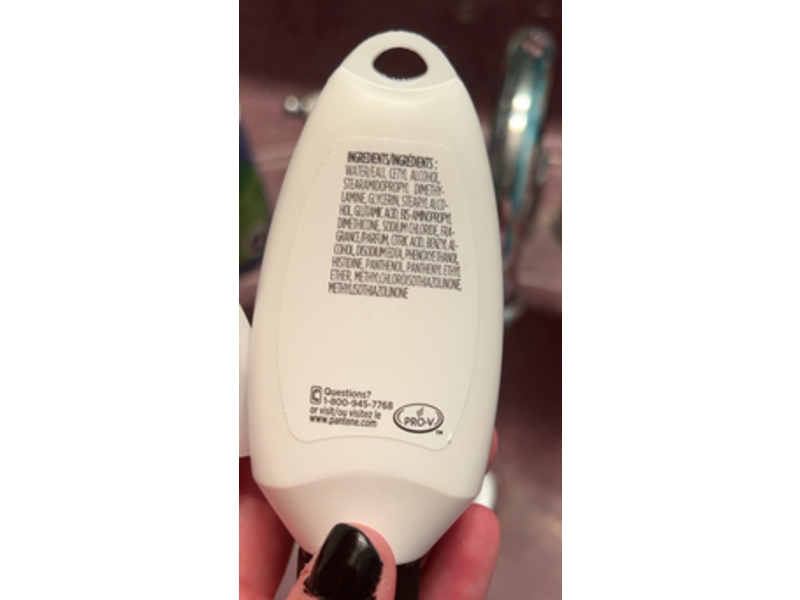 INGREDIENTS/INGRÉDIENTS :
WATER/EAU, CETYL ALCOHOL,
STEARAMIDOPROPYL DIMETHY-
LAMINE, GLYCERIN, STEARYL ALCO-
HOL, GLUTAMIC ACID, BIS-AMINOPROPYL
DIMETHICONE, SODIUM CHLORIDE, FRA-
GRANCE/PARFUM, CITRIC ACID, BENZYL AL-
COHOL, DISODIUM EDTA, PHENOXYETHANOL,
HISTIDINE, PANTHENOL, PANTHENYL ETHYL
ETHER, METHYLCHLOROISOTHIAZOLINONE,
METHYLISOTHIAZOLINONE
C Questions?
1-800-945-7768
or visit/ou visitez le
www.pantene.com
PRO-V
TM